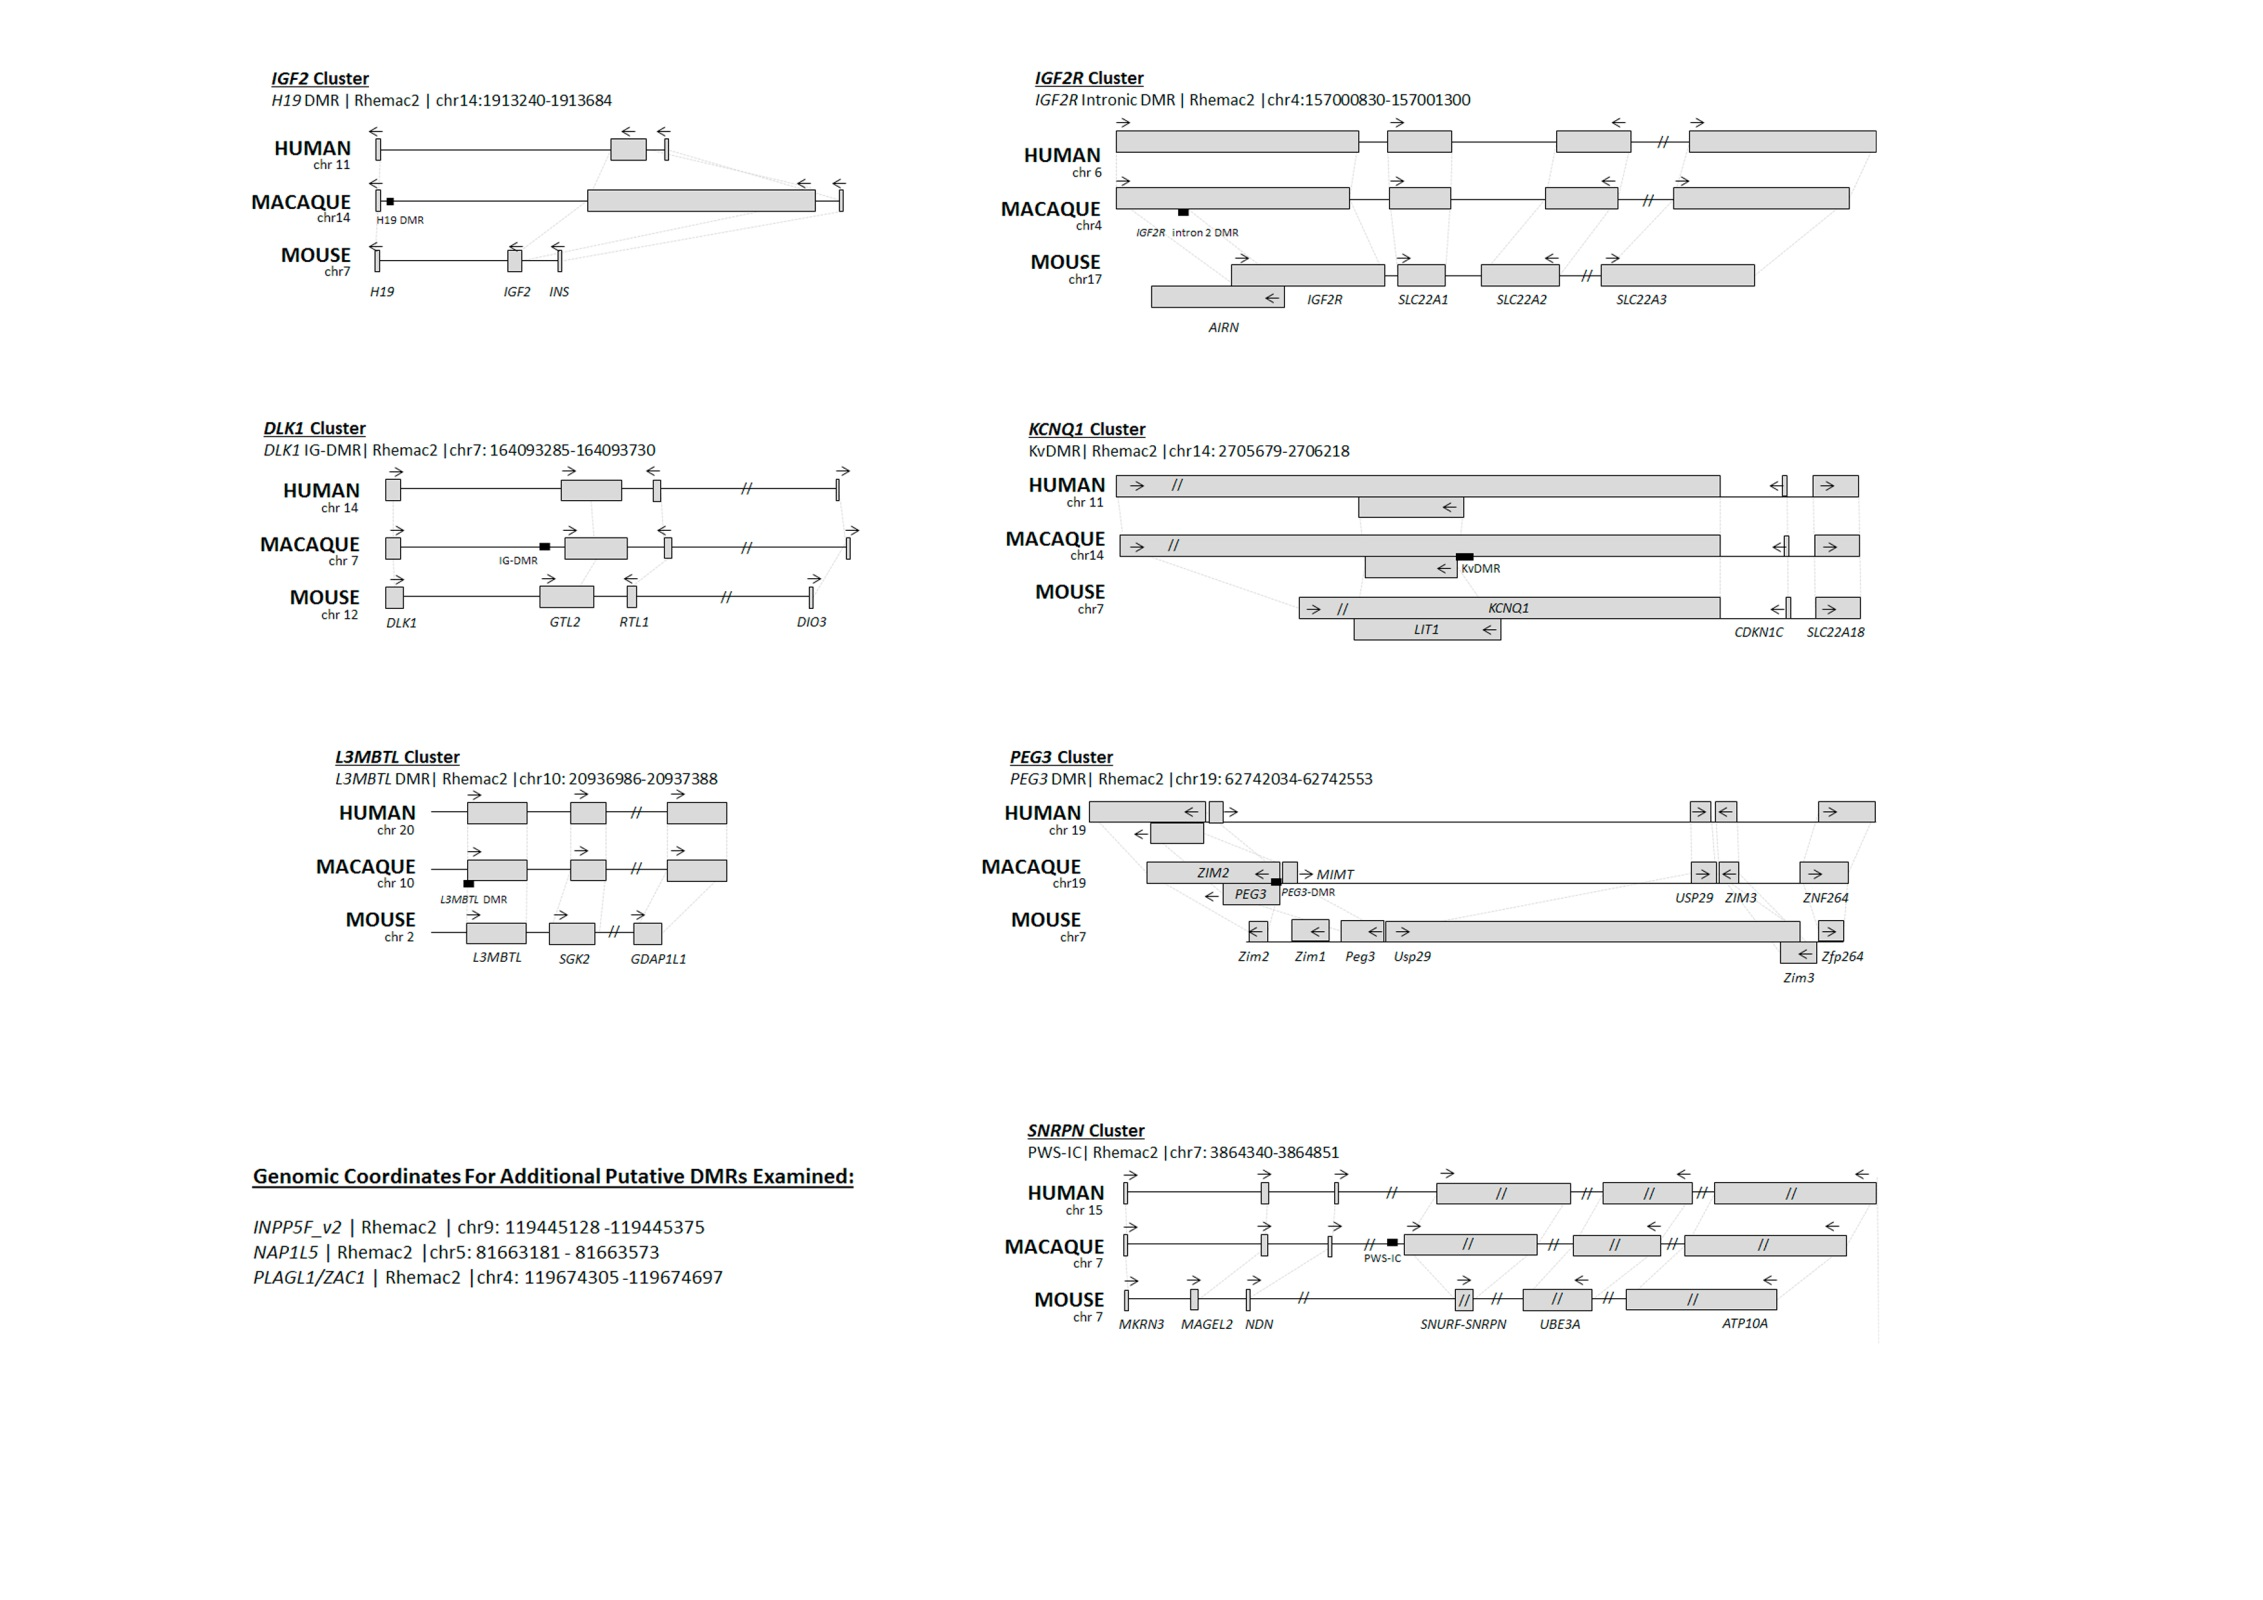 IGF2 Cluster
H19 DMR | Rhemac2 | chr14:1913240-1913684
HUMAN
chr 11
MACAQUE
chr14
H19 DMR
MOUSE
chr7
H19 IGF2 INS
IGF2R Cluster
IGF2R Intronic DMR | Rhemac2 |chr4:157000830-157001300
//
HUMAN
chr 6
//
MACAQUE
chr4
IGF2R intron 2 DMR
MOUSE
chr17
//
IGF2R SLC22A1 SLC22A2 SLC22A3
AIRN
DLK1 Cluster
DLK1 IG-DMR| Rhemac2 |chr7: 164093285-164093730
HUMAN //
chr 14
MACAQUE //
chr 7
IG-DMR
MOUSE //
chr 12
DLK1 GTL2 RTL1 DIO3
KCNQ1 Cluster
KvDMR| Rhemac2 |chr14: 2705679-2706218
HUMAN //
chr 11
MACAQUE //
chr14
KvDMR
MOUSE
chr7
// KCNQ1
LIT1 CDKN1C SLC22A18
L3MBTL Cluster
L3MBTL DMR| Rhemac2 |chr10: 20936986-20937388
HUMAN //
chr 20
MACAQUE //
chr 10
L3MBTL DMR
MOUSE //
chr 2
L3MBTL SGK2 GDAP1L1
PEG3 Cluster
PEG3 DMR| Rhemac2 |chr19: 62742034-62742553
HUMAN
chr 19
MACAQUE ZIM2 MIMT
chr19
PEG3 PEG3-DMR USP29 ZIM3 ZNF264
MOUSE
chr7
Zim2 Zim1 Peg3 Usp29 Zfp264
Zim3
Genomic Coordinates For Additional Putative DMRs Examined:
INPP5F_v2 | Rhemac2 | chr9: 119445128 -119445375
NAP1L5 | Rhemac2 |chr5: 81663181 - 81663573
PLAGL1/ZAC1 | Rhemac2 |chr4: 119674305 -119674697
SNRPN Cluster
PWS-IC| Rhemac2 |chr7: 3864340-3864851
HUMAN // // // // // //
chr 15
MACAQUE // // // // // //
chr 7
PWS-IC
MOUSE // // // // // //
chr 7
MKRN3 MAGEL2 NDN SNURF-SNRPN UBE3A ATP10A